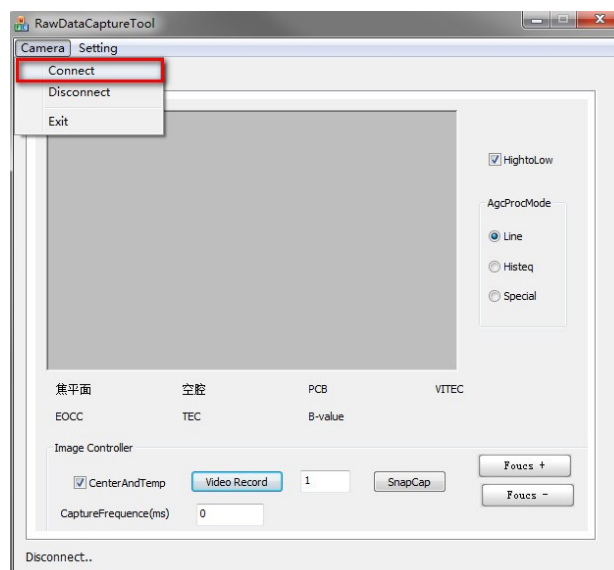 RawDataCaptureTool
Camera Setting
Connect
Disconnect
Exit
HightoLow
AgcProcMode
Line
Histeq
Special
焦平面 空腔 PCB VITEC
EOCC TEC B-value
Image Controller
CenterAndTemp Video Record 1 SnapCap
Foucs +
Foucs -
CaptureFrequence(ms) 0
Disconnect..